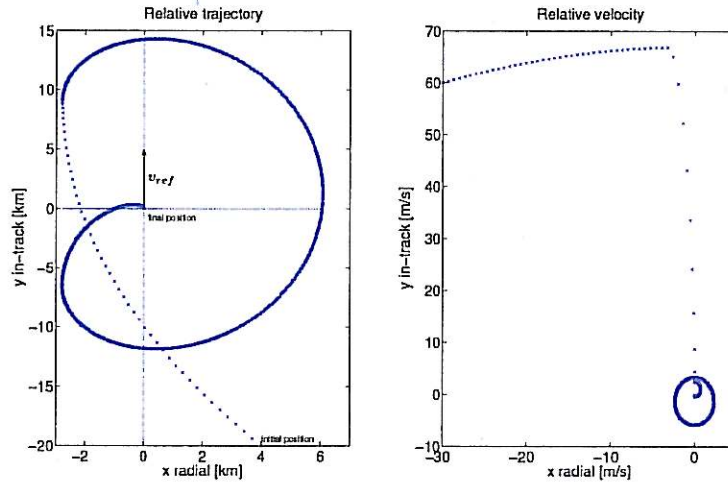 Relative trajectory
15
10
5
0
-5
-10
-15
-20
-2
0
2
4
6
y in-track [km]
x radial [km]
v_ref
final position
initial position
Relative velocity
70
60
50
40
30
20
10
0
-10
-30
-20
-10
0
y in-track [m/s]
x radial [m/s]